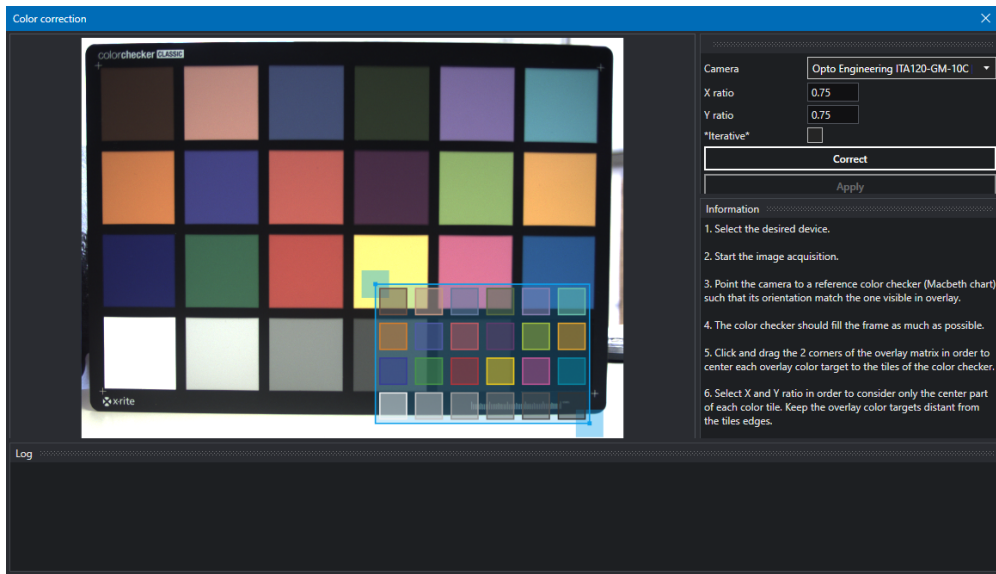 Color correction
colorchecker CLASSIC
x·rite
Camera
Opto Engineering ITA120-GM-10C
X ratio
0.75
Y ratio
0.75
*Iterative*
Correct
Apply
Information
1. Select the desired device.
2. Start the image acquisition.
3. Point the camera to a reference color checker (Macbeth chart)
such that its orientation match the one visible in overlay.
4. The color checker should fill the frame as much as possible.
5. Click and drag the 2 corners of the overlay matrix in order to
center each overlay color target to the tiles of the color checker.
6. Select X and Y ratio in order to consider only the center part
of each color tile. Keep the overlay color targets distant from
the tiles edges.
Log